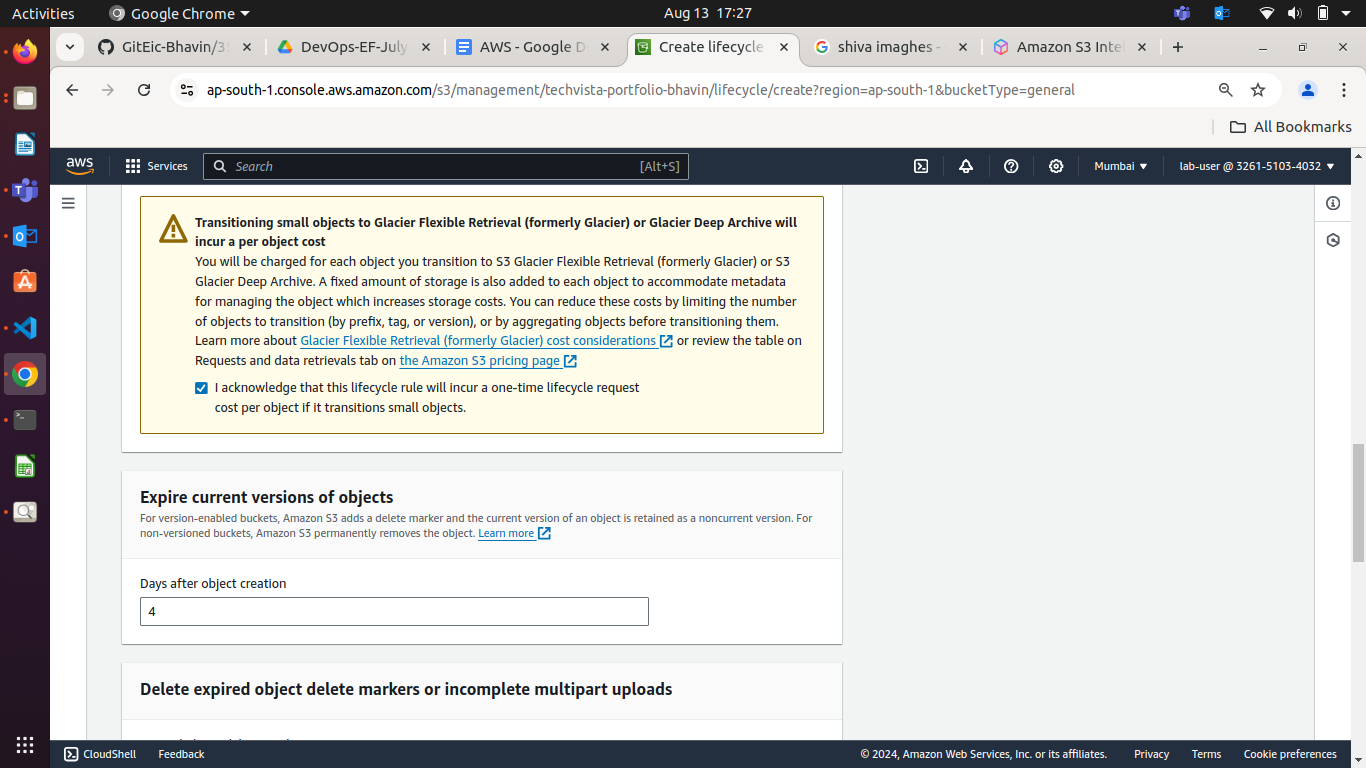 Activities
Google Chrome
Aug 13 17:27
GitEic-Bhavin/3
DevOps-EF-July
AWS - Google D
Create lifecycle
shiva imaghes -
Amazon S3 Inte
ap-south-1.console.aws.amazon.com/s3/management/techvista-portfolio-bhavin/lifecycle/create?region=ap-south-1&bucketType=general
All Bookmarks
aws
Services
Search
[Alt+S]
Mumbai
lab-user @ 3261-5103-4032
Transitioning small objects to Glacier Flexible Retrieval (formerly Glacier) or Glacier Deep Archive will
incur a per object cost
You will be charged for each object you transition to S3 Glacier Flexible Retrieval (formerly Glacier) or S3
Glacier Deep Archive. A fixed amount of storage is also added to each object to accommodate metadata
for managing the object which increases storage costs. You can reduce these costs by limiting the number
of objects to transition (by prefix, tag, or version), or by aggregating objects before transitioning them.
Learn more about Glacier Flexible Retrieval (formerly Glacier) cost considerations or review the table on
Requests and data retrievals tab on the Amazon S3 pricing page
I acknowledge that this lifecycle rule will incur a one-time lifecycle request
cost per object if it transitions small objects.
Expire current versions of objects
For version-enabled buckets, Amazon S3 adds a delete marker and the current version of an object is retained as a noncurrent version. For
non-versioned buckets, Amazon S3 permanently removes the object. Learn more
Days after object creation
4
Delete expired object delete markers or incomplete multipart uploads
CloudShell
Feedback
© 2024, Amazon Web Services, Inc. or its affiliates.
Privacy
Terms
Cookie preferences